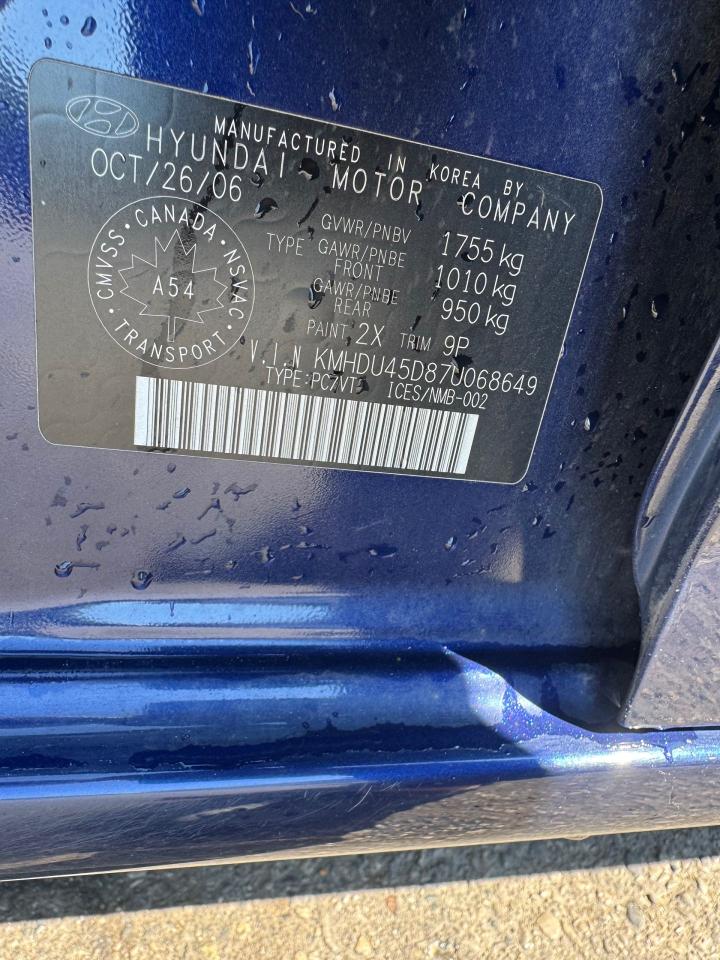 MANUFACTURED IN KOREA BY
HYUNDAI MOTOR COMPANY
OCT/26/06
CMVSS • CANADA • NSVAC • TRANSPORT •
A54
GVWR/PNBV 1755 kg
TYPE GAWR/PNBE FRONT 1010 kg
GAWR/PNBE REAR 950 kg
PAINT 2X TRIM 9P
V.I.N KMHDU45D87U068649
TYPE:PC/VT ICES/NMB-002